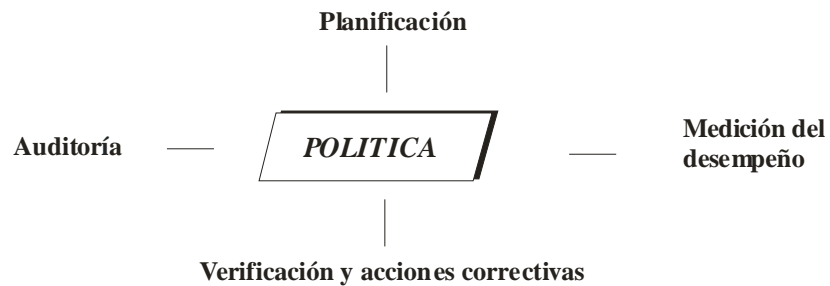 Planificación
Auditoría
POLITICA
Medición del
desempeño
Verificación y acciones correctivas